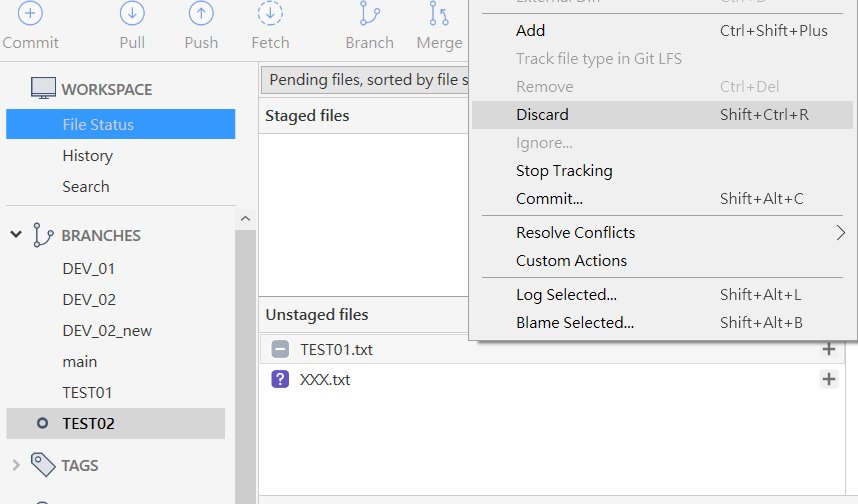 Commit Pull Push Fetch Branch Merge
WORKSPACE
File Status
History
Search
BRANCHES
DEV_01
DEV_02
DEV_02_new
main
TEST01
TEST02
TAGS
Pending files, sorted by file s
Staged files
Unstaged files
TEST01.txt
? XXX.txt
Add Ctrl+Shift+Plus
Track file type in Git LFS
Remove Ctrl+Del
Discard Shift+Ctrl+R
Ignore...
Stop Tracking
Commit... Shift+Alt+C
Resolve Conflicts
Custom Actions
Log Selected... Shift+Alt+L
Blame Selected... Shift+Alt+B